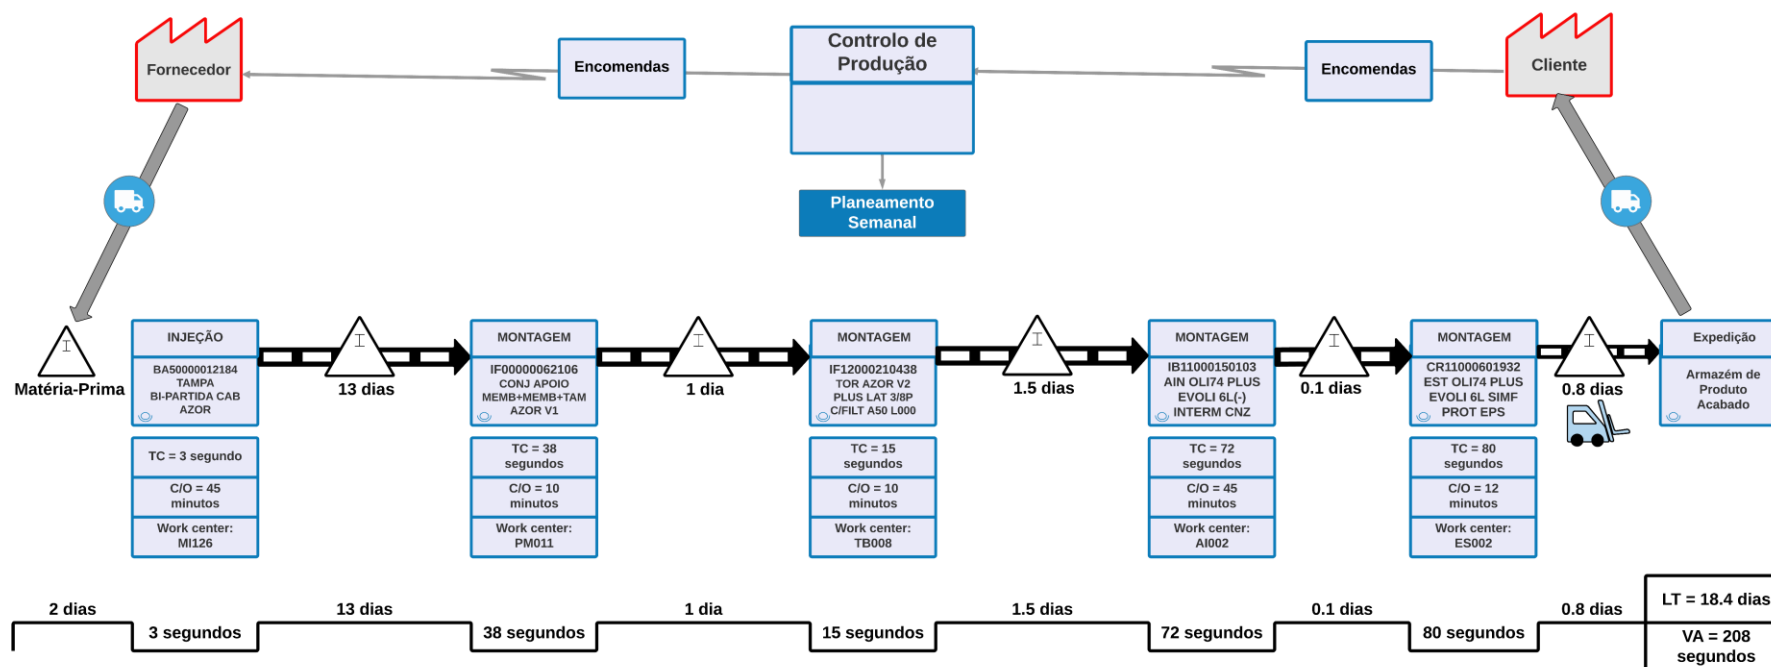 Fornecedor
Encomendas
Controlo de
Produção
Encomendas
Cliente
Planeamento
Semanal
Matéria-Prima
INJEÇÃO
BA50000012184
TAMPA
BI-PARTIDA CAB
AZOR
13 dias
MONTAGEM
IF00000062106
CONJ APOIO
MEMB+MEMB+TAM
AZOR V1
1 dia
MONTAGEM
IF12000210438
TOR AZOR V2
PLUS LAT 3/8P
C/FILT A50 L000
1.5 dias
MONTAGEM
IB11000150103
AIN OLI74 PLUS
EVOLI 6L(-)
INTERM CNZ
0.1 dias
MONTAGEM
CR11000601932
EST OLI74 PLUS
EVOLI 6L SIMF
PROT EPS
0.8 dias
Expedição
Armazém de
Produto
Acabado
TC = 3 segundo
C/O = 45
minutos
Work center:
MI126
TC = 38
segundos
C/O = 10
minutos
Work center:
PM011
TC = 15
segundos
C/O = 10
minutos
Work center:
TB008
TC = 72
segundos
C/O = 45
minutos
Work center:
AI002
TC = 80
segundos
C/O = 12
minutos
Work center:
ES002
2 dias
3 segundos
13 dias
38 segundos
1 dia
15 segundos
1.5 dias
72 segundos
0.1 dias
80 segundos
0.8 dias
LT = 18.4 dias
VA = 208
segundos